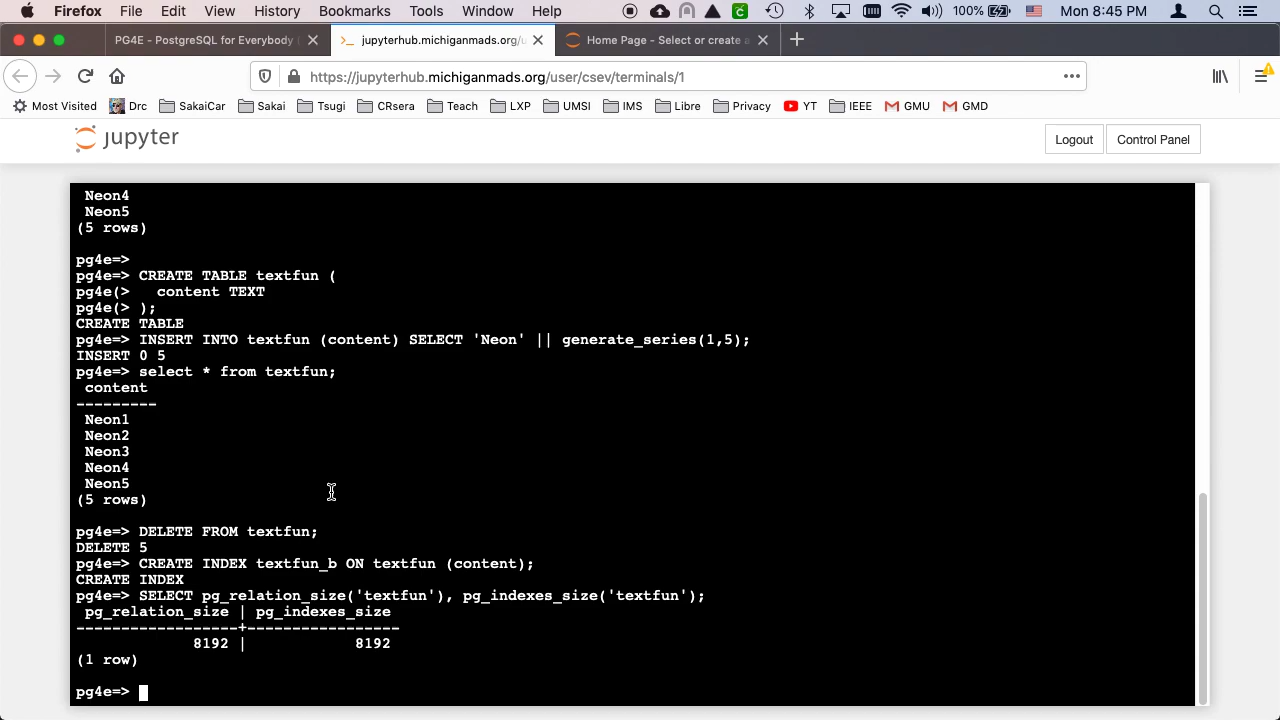 Firefox File Edit View History Bookmarks Tools Window Help 100% Mon 8:45 PM
PG4E - PostgreSQL for Everybody
jupyterhub.michiganmads.org/u
Home Page - Select or create a
https://jupyterhub.michiganmads.org/user/csev/terminals/1
Most Visited Drc SakaiCar Sakai Tsugi CRsera Teach LXP UMSI IMS Libre Privacy YT IEEE GMU GMD
jupyter
Logout Control Panel
Neon4
Neon5
(5 rows)
pg4e=>
pg4e=> CREATE TABLE textfun (
pg4e(>   content TEXT
pg4e(> );
CREATE TABLE
pg4e=> INSERT INTO textfun (content) SELECT 'Neon' || generate_series(1,5);
INSERT 0 5
pg4e=> select * from textfun;
content
---------
Neon1
Neon2
Neon3
Neon4
Neon5
(5 rows)
pg4e=> DELETE FROM textfun;
DELETE 5
pg4e=> CREATE INDEX textfun_b ON textfun (content);
CREATE INDEX
pg4e=> SELECT pg_relation_size('textfun'), pg_indexes_size('textfun');
pg_relation_size | pg_indexes_size
------------------+-----------------
8192 | 8192
(1 row)
pg4e=>